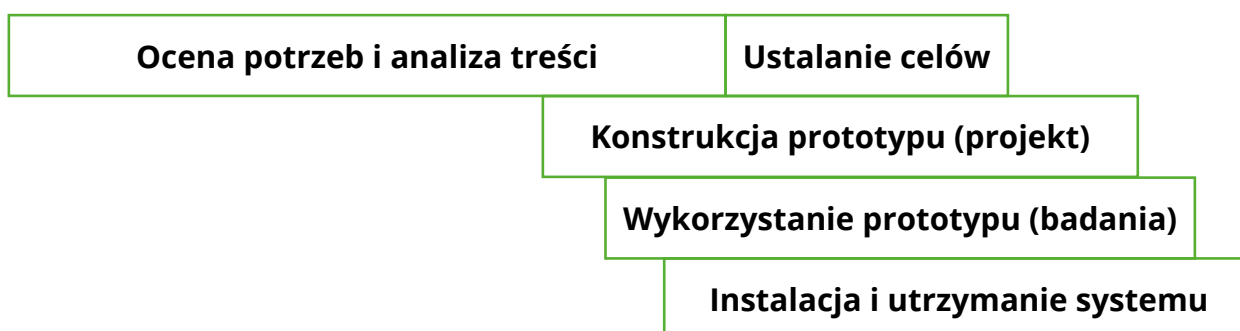 Ocena potrzeb i analiza treści
Ustalanie celów
Konstrukcja prototypu (projekt)
Wykorzystanie prototypu (badania)
Instalacja i utrzymanie systemu